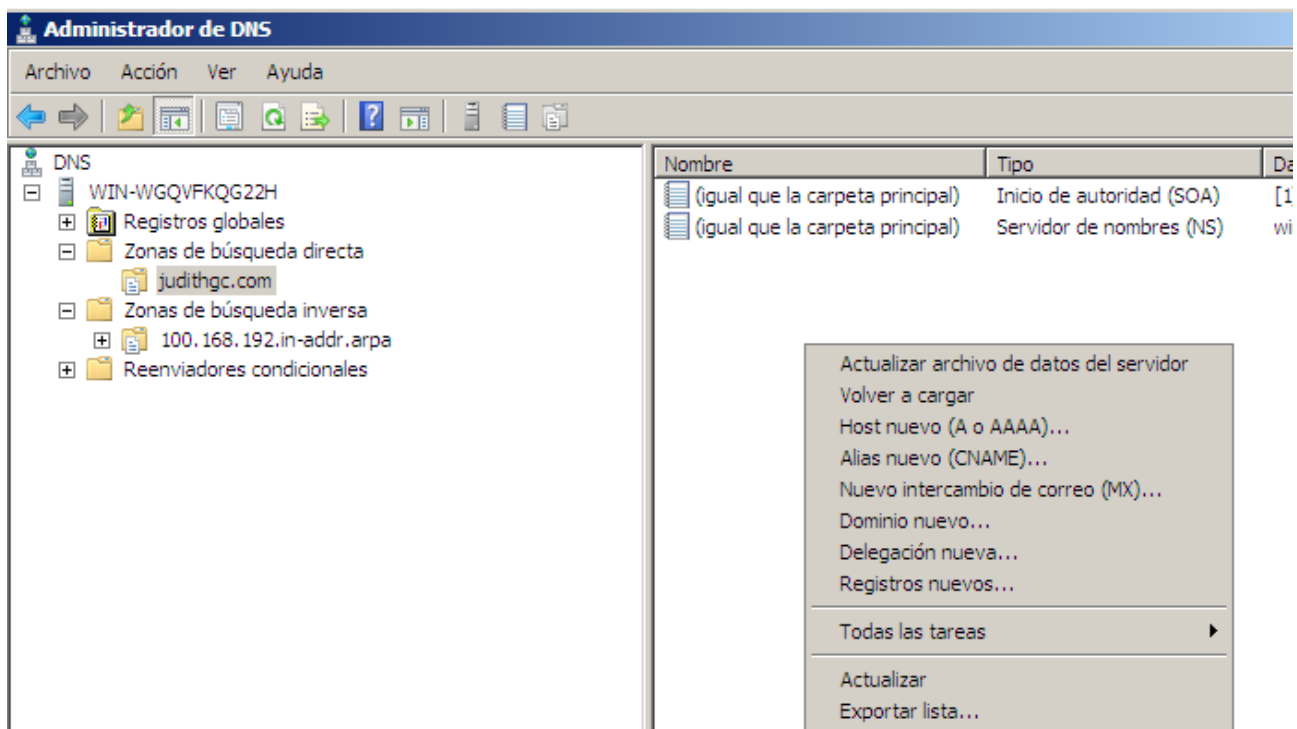 Administrador de DNS
Archivo Acción Ver Ayuda
DNS
WIN-WGQVFKQG22H
Registros globales
Zonas de búsqueda directa
judithgc.com
Zonas de búsqueda inversa
100.168.192.in-addr.arpa
Reenviadores condicionales
Nombre Tipo
(igual que la carpeta principal) Inicio de autoridad (SOA)
(igual que la carpeta principal) Servidor de nombres (NS)
Actualizar archivo de datos del servidor
Volver a cargar
Host nuevo (A o AAAA)...
Alias nuevo (CNAME)...
Nuevo intercambio de correo (MX)...
Dominio nuevo...
Delegación nueva...
Registros nuevos...
Todas las tareas
Actualizar
Exportar lista...